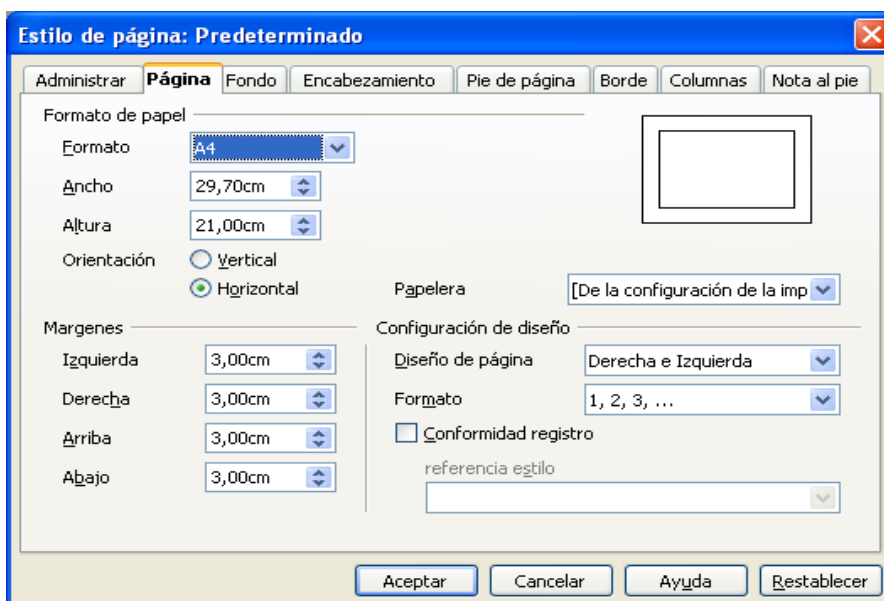 Estilo de página: Predeterminado
Administrar Página Fondo Encabezamiento Pie de página Borde Columnas Nota al pie
Formato de papel
Formato A4
Ancho 29,70cm
Altura 21,00cm
Orientación Vertical
Horizontal Papelera [De la configuración de la imp
Margenes Configuración de diseño
Izquierda 3,00cm Diseño de página Derecha e Izquierda
Derecha 3,00cm Formato 1, 2, 3, ...
Arriba 3,00cm Conformidad registro
Abajo 3,00cm referencia estilo
Aceptar Cancelar Ayuda Restablecer